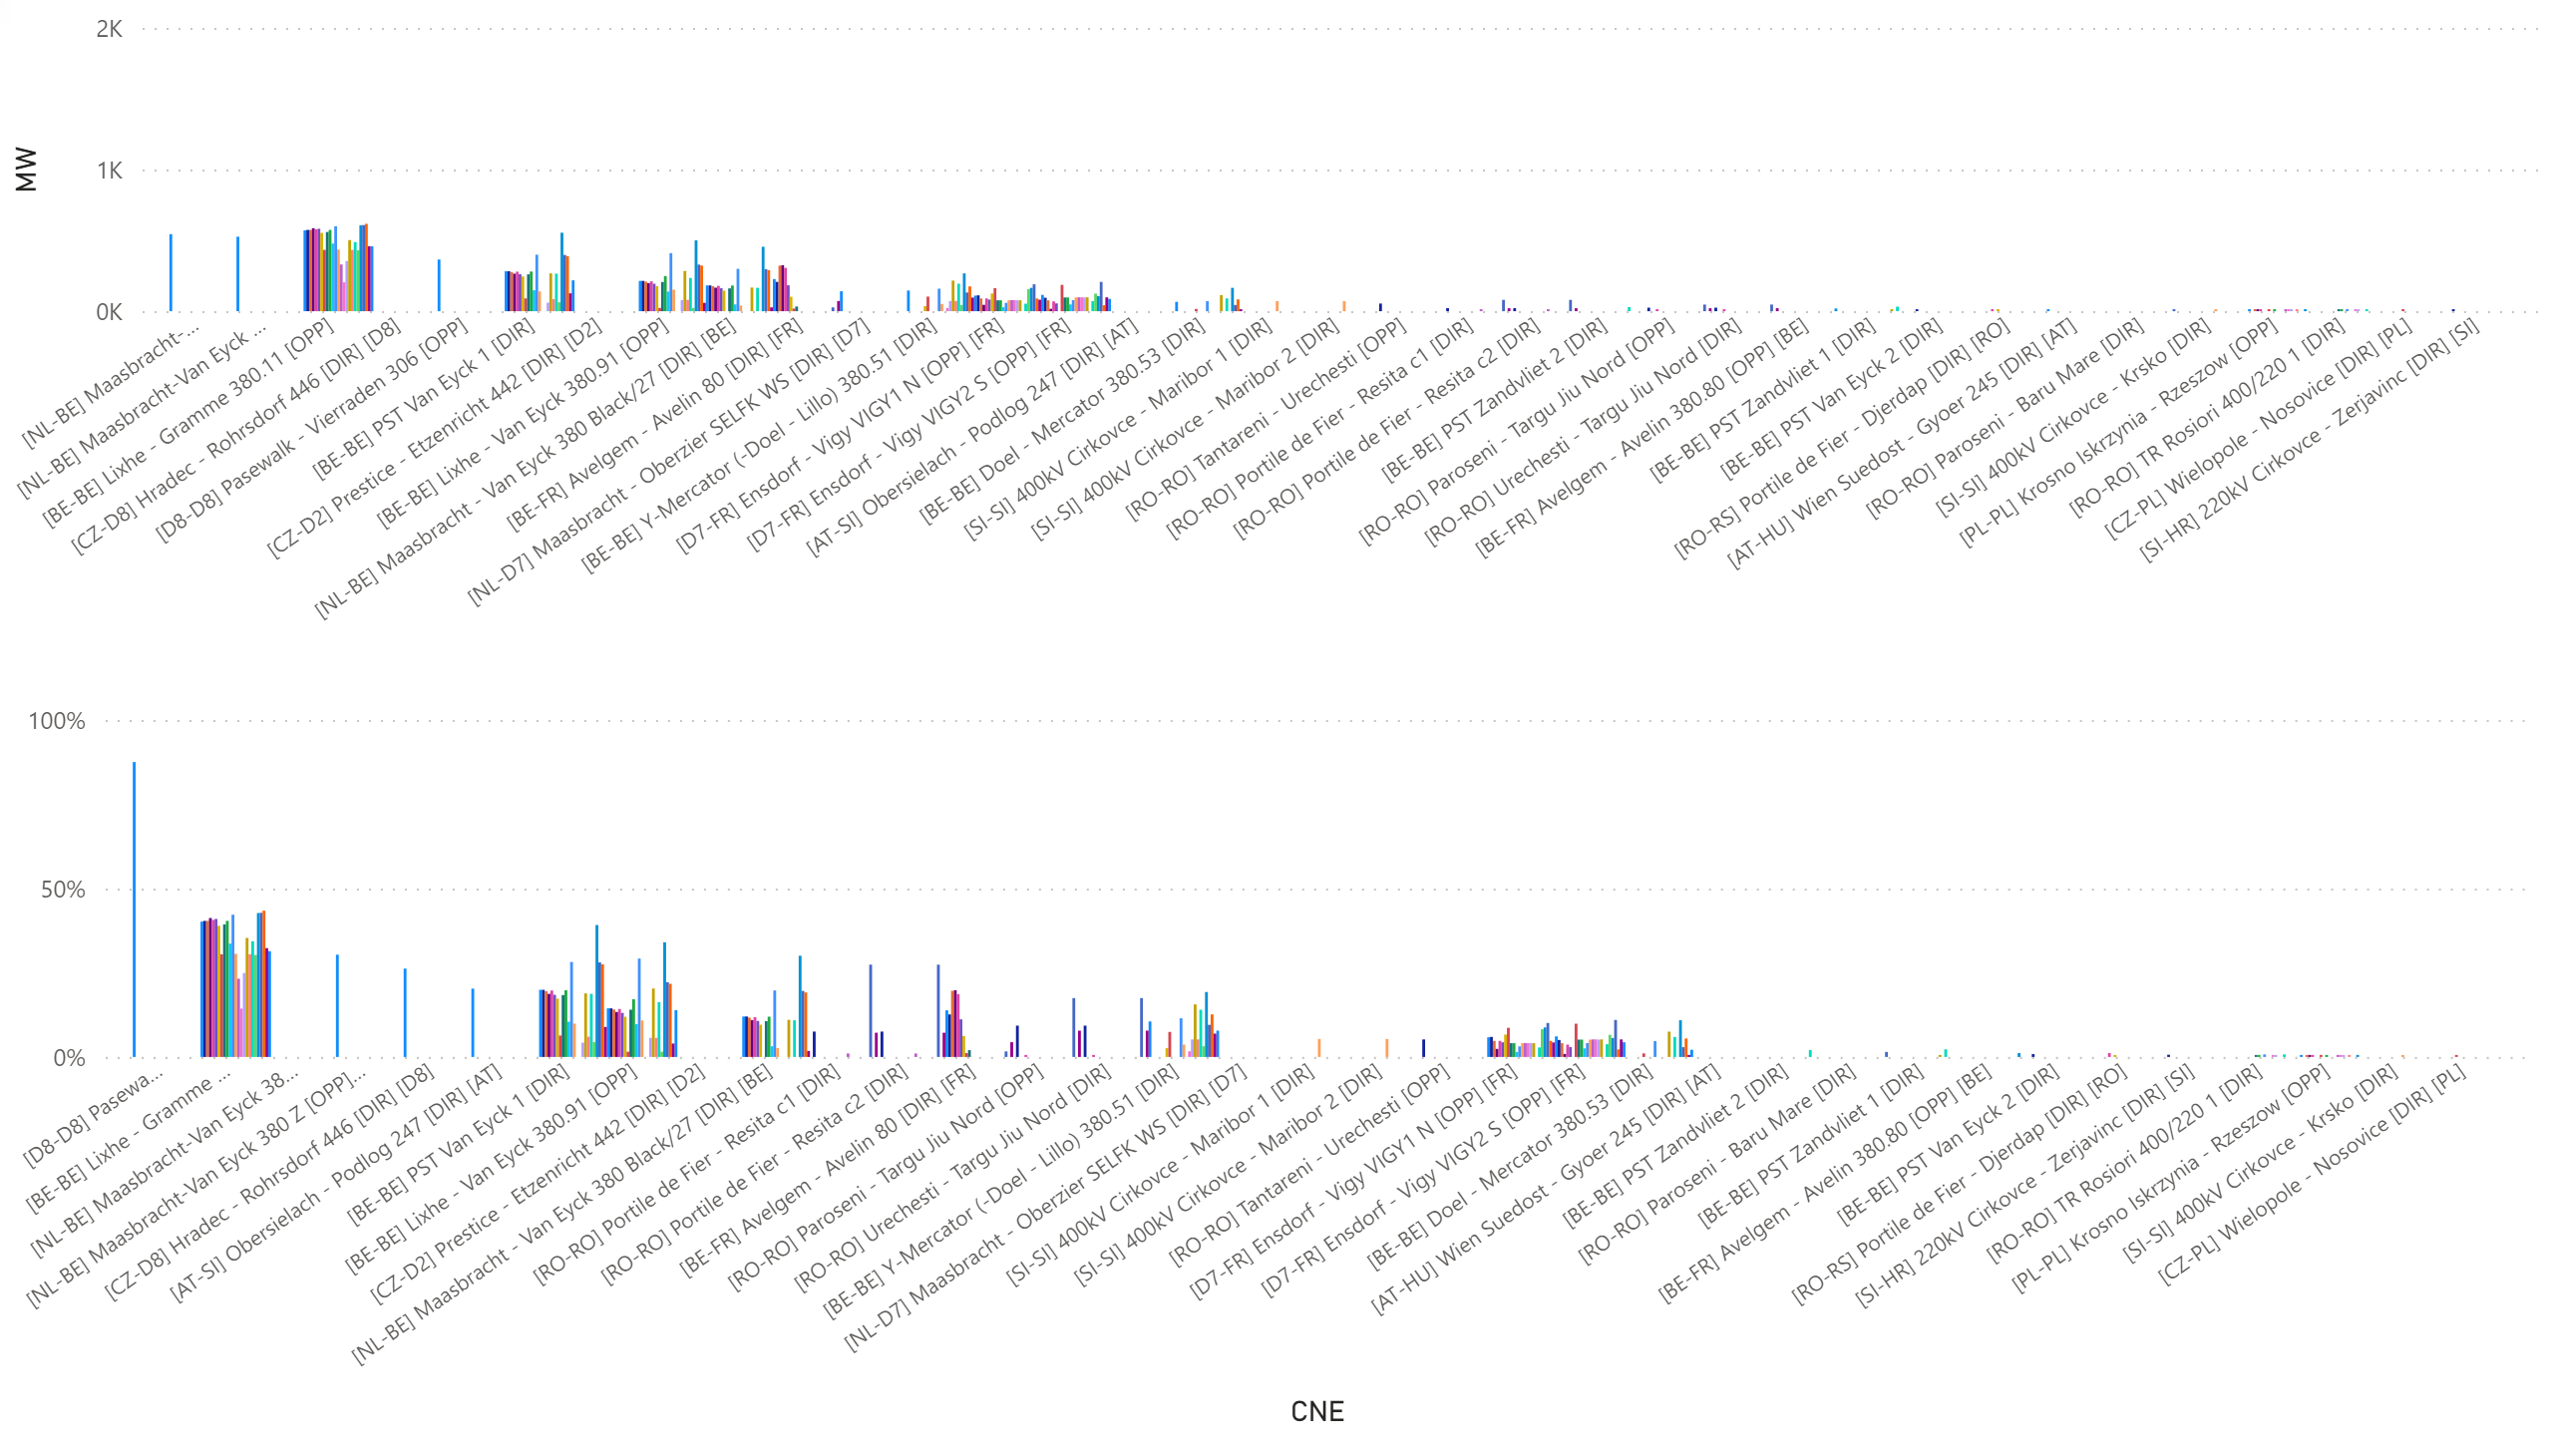 2K
1K
0K
MW
[NL-BE] Maasbracht-...
[NL-BE] Maasbracht-Van Eyck ...
[BE-BE] Lixhe - Gramme 380.11 [OPP]
[CZ-D8] Hradec - Rohrsdorf 446 [DIR] [D8]
[D8-D8] Pasewalk - Vierraden 306 [OPP]
[BE-BE] PST Van Eyck 1 [DIR]
[CZ-D2] Prestice - Etzenricht 442 [DIR] [D2]
[BE-BE] Lixhe - Van Eyck 380.91 [OPP]
[NL-BE] Maasbracht - Van Eyck 380 Black/27 [DIR] [BE]
[BE-FR] Avelgem - Avelin 80 [DIR] [FR]
[NL-D7] Maasbracht - Oberzier SELFK WS [DIR] [D7]
[BE-BE] Y-Mercator (-Doel - Lillo) 380.51 [DIR]
[D7-FR] Ensdorf - Vigy VIGY1 N [OPP] [FR]
[D7-FR] Ensdorf - Vigy VIGY2 S [OPP] [FR]
[AT-SI] Obersielach - Podlog 247 [DIR] [AT]
[BE-BE] Doel - Mercator 380.53 [DIR]
[SI-SI] 400kV Cirkovce - Maribor 1 [DIR]
[SI-SI] 400kV Cirkovce - Maribor 2 [DIR]
[RO-RO] Tantareni - Urechesti [OPP]
[RO-RO] Portile de Fier - Resita c1 [DIR]
[RO-RO] Portile de Fier - Resita c2 [DIR]
[BE-BE] PST Zandvliet 2 [DIR]
[RO-RO] Paroseni - Targu Jiu Nord [OPP]
[RO-RO] Urechesti - Targu Jiu Nord [DIR]
[BE-FR] Avelgem - Avelin 380.80 [OPP] [BE]
[BE-BE] PST Zandvliet 1 [DIR]
[BE-BE] PST Van Eyck 2 [DIR]
[RO-RS] Portile de Fier - Djerdap [DIR] [RO]
[AT-HU] Wien Suedost - Gyoer 245 [DIR] [AT]
[RO-RO] Paroseni - Baru Mare [DIR]
[SI-SI] 400kV Cirkovce - Krsko [DIR]
[PL-PL] Krosno Iskrzynia - Rzeszow [OPP]
[RO-RO] TR Rosiori 400/220 1 [DIR]
[CZ-PL] Wielopole - Nosovice [DIR] [PL]
[SI-HR] 220kV Cirkovce - Zerjavinc [DIR] [SI]
100%
50%
0%
[D8-D8] Pasewa...
[BE-BE] Lixhe - Gramme ...
[NL-BE] Maasbracht-Van Eyck 38...
[NL-BE] Maasbracht-Van Eyck 380 Z [OPP]...
[CZ-D8] Hradec - Rohrsdorf 446 [DIR] [D8]
[AT-SI] Obersielach - Podlog 247 [DIR] [AT]
[BE-BE] PST Van Eyck 1 [DIR]
[BE-BE] Lixhe - Van Eyck 380.91 [OPP]
[CZ-D2] Prestice - Etzenricht 442 [DIR] [D2]
[NL-BE] Maasbracht - Van Eyck 380 Black/27 [DIR] [BE]
[RO-RO] Portile de Fier - Resita c1 [DIR]
[RO-RO] Portile de Fier - Resita c2 [DIR]
[BE-FR] Avelgem - Avelin 80 [DIR] [FR]
[RO-RO] Paroseni - Targu Jiu Nord [OPP]
[RO-RO] Urechesti - Targu Jiu Nord [DIR]
[BE-BE] Y-Mercator (-Doel - Lillo) 380.51 [DIR]
[NL-D7] Maasbracht - Oberzier SELFK WS [DIR] [D7]
[SI-SI] 400kV Cirkovce - Maribor 1 [DIR]
[SI-SI] 400kV Cirkovce - Maribor 2 [DIR]
[RO-RO] Tantareni - Urechesti [OPP]
[D7-FR] Ensdorf - Vigy VIGY1 N [OPP] [FR]
[D7-FR] Ensdorf - Vigy VIGY2 S [OPP] [FR]
[BE-BE] Doel - Mercator 380.53 [DIR]
[AT-HU] Wien Suedost - Gyoer 245 [DIR] [AT]
[BE-BE] PST Zandvliet 2 [DIR]
[RO-RO] Paroseni - Baru Mare [DIR]
[BE-BE] PST Zandvliet 1 [DIR]
[BE-FR] Avelgem - Avelin 380.80 [OPP] [BE]
[BE-BE] PST Van Eyck 2 [DIR]
[RO-RS] Portile de Fier - Djerdap [DIR] [RO]
[SI-HR] 220kV Cirkovce - Zerjavinc [DIR] [SI]
[RO-RO] TR Rosiori 400/220 1 [DIR]
[PL-PL] Krosno Iskrzynia - Rzeszow [OPP]
[SI-SI] 400kV Cirkovce - Krsko [DIR]
[CZ-PL] Wielopole - Nosovice [DIR] [PL]
CNE